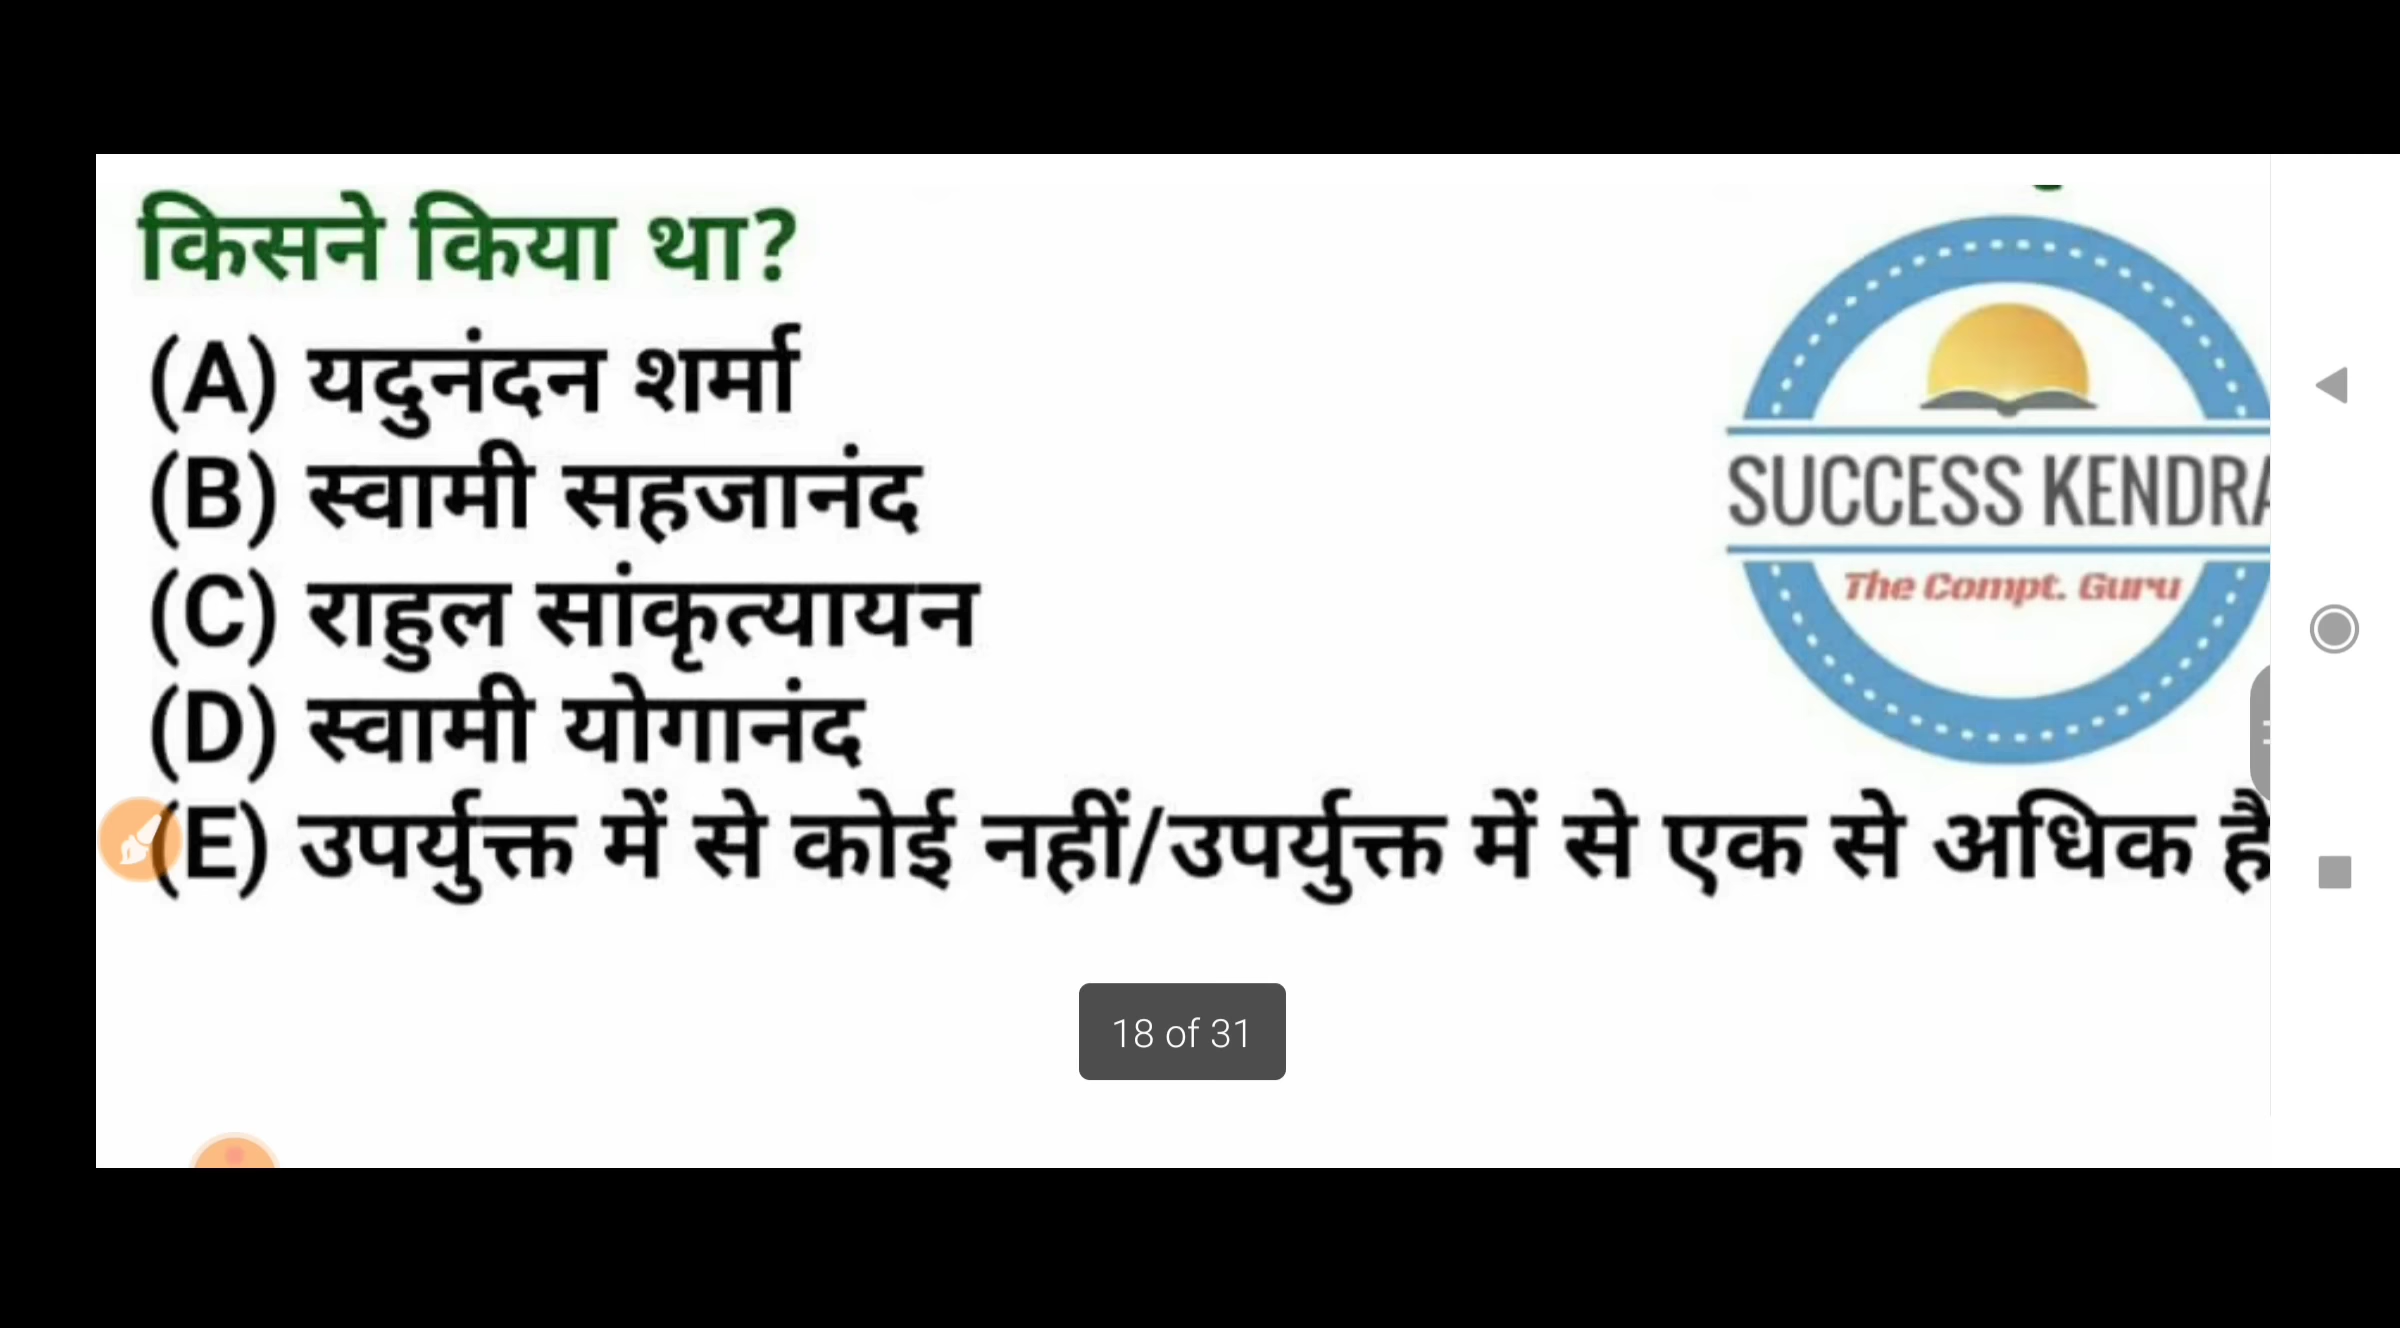 किसने किया था?
(A) यदुनंदन शर्मा
(B) स्वामी सहजानंद
(C) राहुल सांकृत्यायन
(D) स्वामी योगानंद
(E) उपर्युक्त में से कोई नहीं/उपर्युक्त में से एक से अधिक है
SUCCESS KENDRA
The Compt. Guru
18 of 31